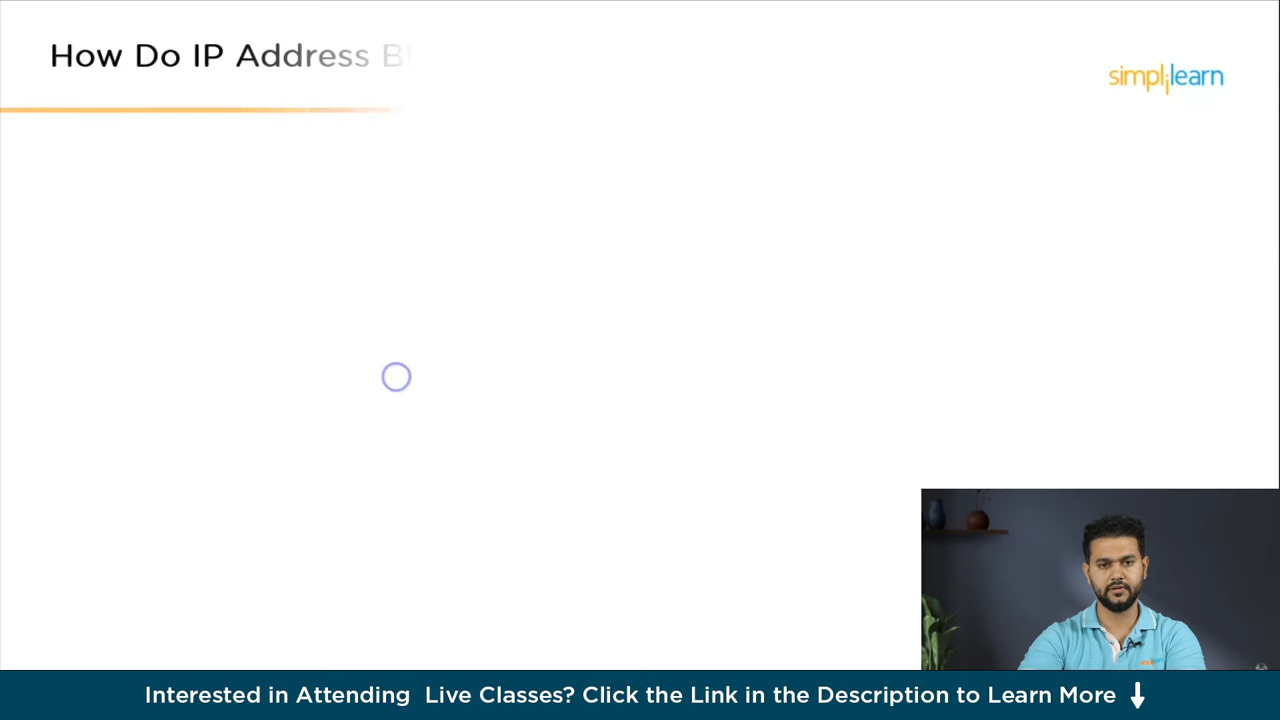 How Do IP Address
simplilearn
Interested in Attending Live Classes? Click the Link in the Description to Learn More